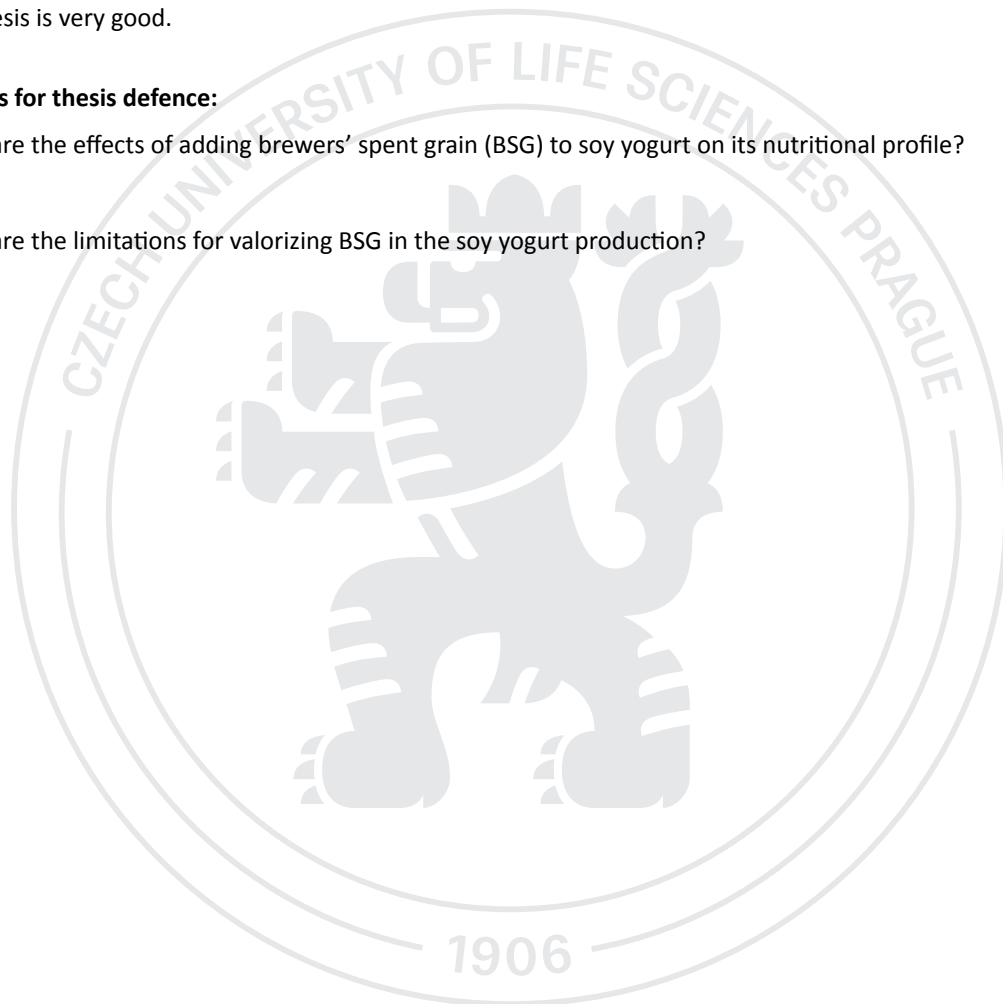 esis is very good.
s for thesis defence:
are the effects of adding brewers’ spent grain (BSG) to soy yogurt on its nutritional profile?
are the limitations for valorizing BSG in the soy yogurt production?
CZECH UNIVERSITY OF LIFE SCIENCES PRAGUE
1906